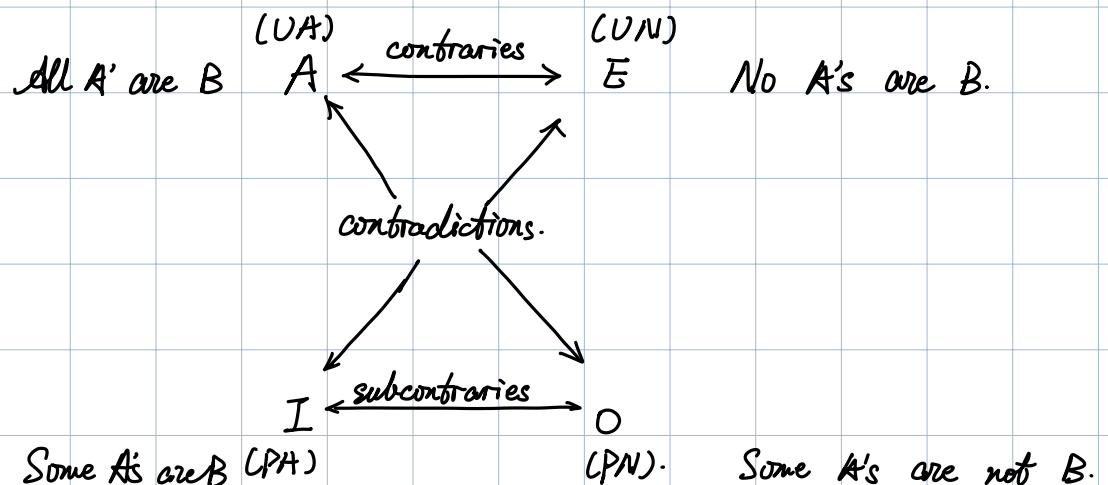 (UA) (UN)
contraries
All A' are B A E No A's are B.
contradictions.
subcontraries
I O
Some A's are B (PA) (PN). Some A's are not B.